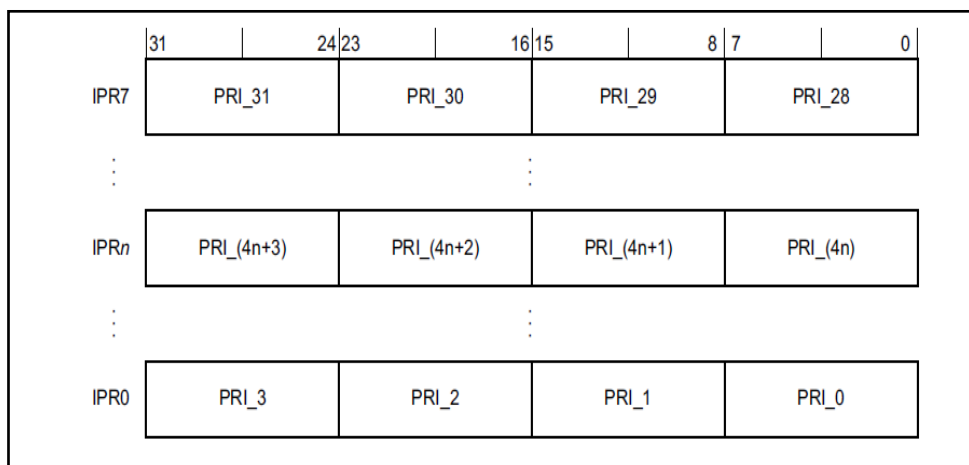 31 24 23 16 15 8 7 0
IPR7 PRI_31 PRI_30 PRI_29 PRI_28
IPRn PRI_(4n+3) PRI_(4n+2) PRI_(4n+1) PRI_(4n)
IPR0 PRI_3 PRI_2 PRI_1 PRI_0